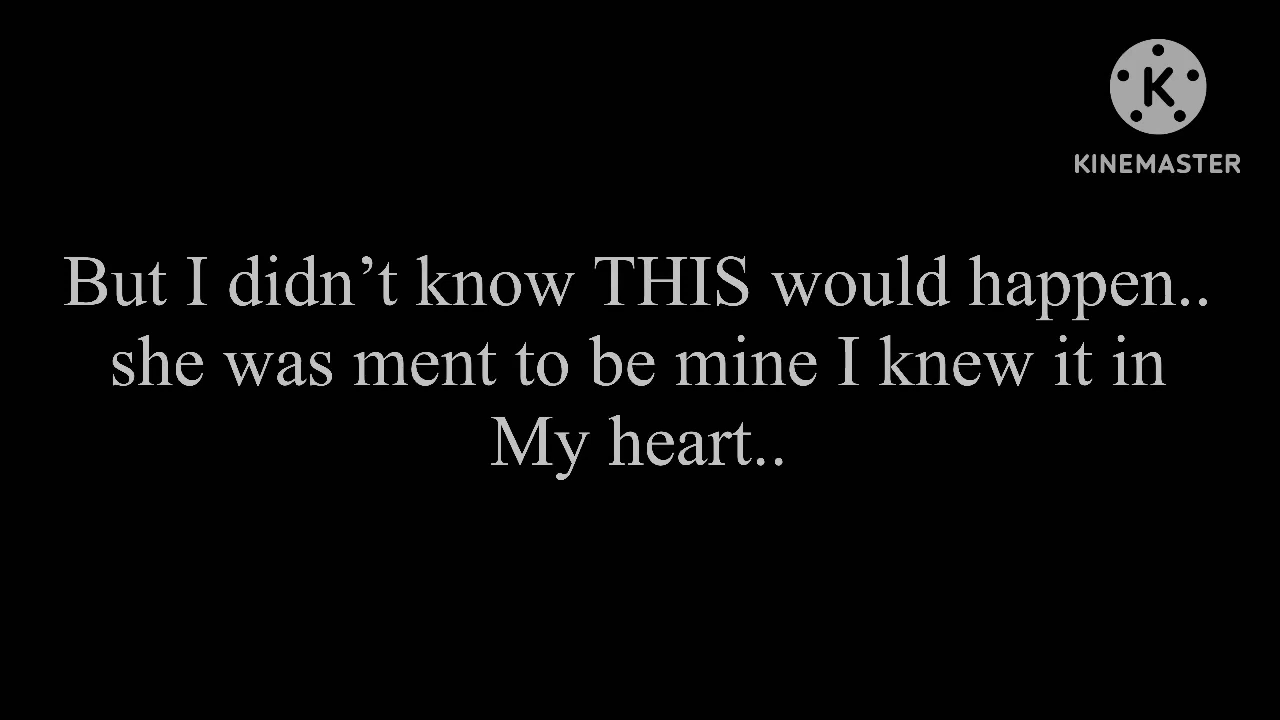 K
KINEMASTER
But I didn’t know THIS would happen..
she was ment to be mine I knew it in
My heart..